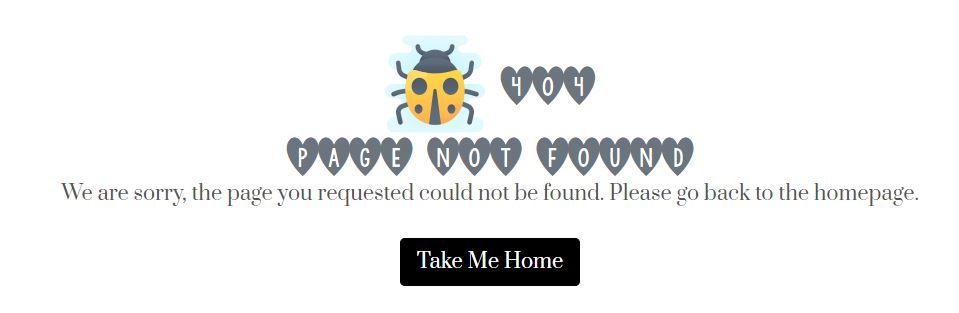 404
PAGE NOT FOUND
We are sorry, the page you requested could not be found. Please go back to the homepage.
Take Me Home